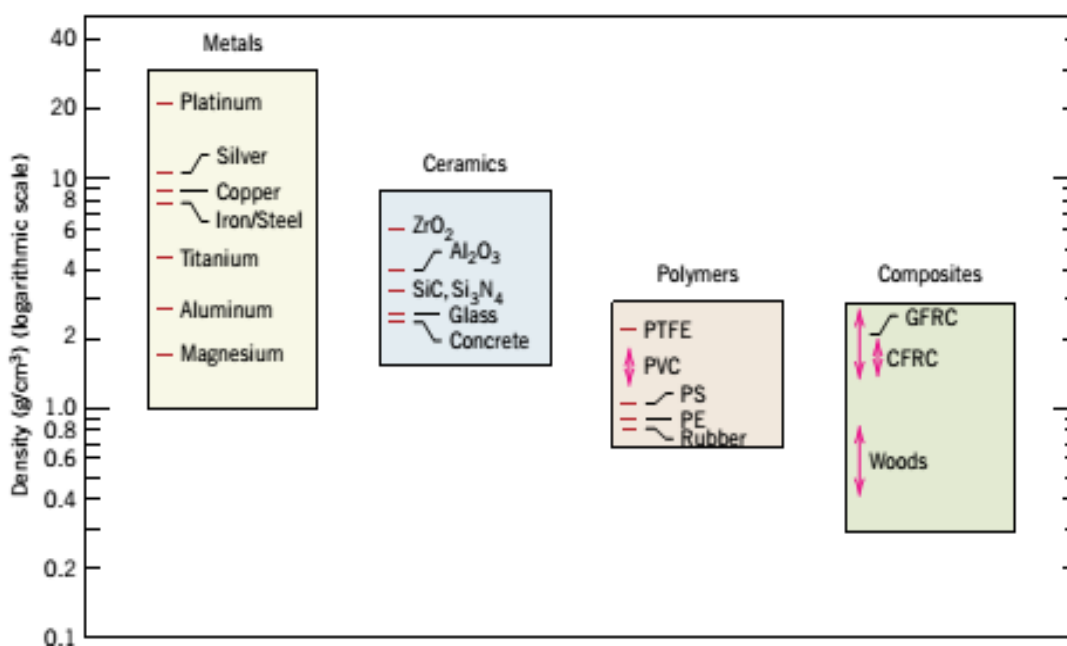 Density (g/cm³) (logarithmic scale)
40
20
10
8
6
4
2
1.0
0.8
0.6
0.4
0.2
0.1
Metals
Platinum
Silver
Copper
Iron/Steel
Titanium
Aluminum
Magnesium
Ceramics
ZrO₂
Al₂O₃
SiC, Si₃N₄
Glass
Concrete
Polymers
PTFE
PVC
PS
PE
Rubber
Composites
GFRC
CFRC
Woods